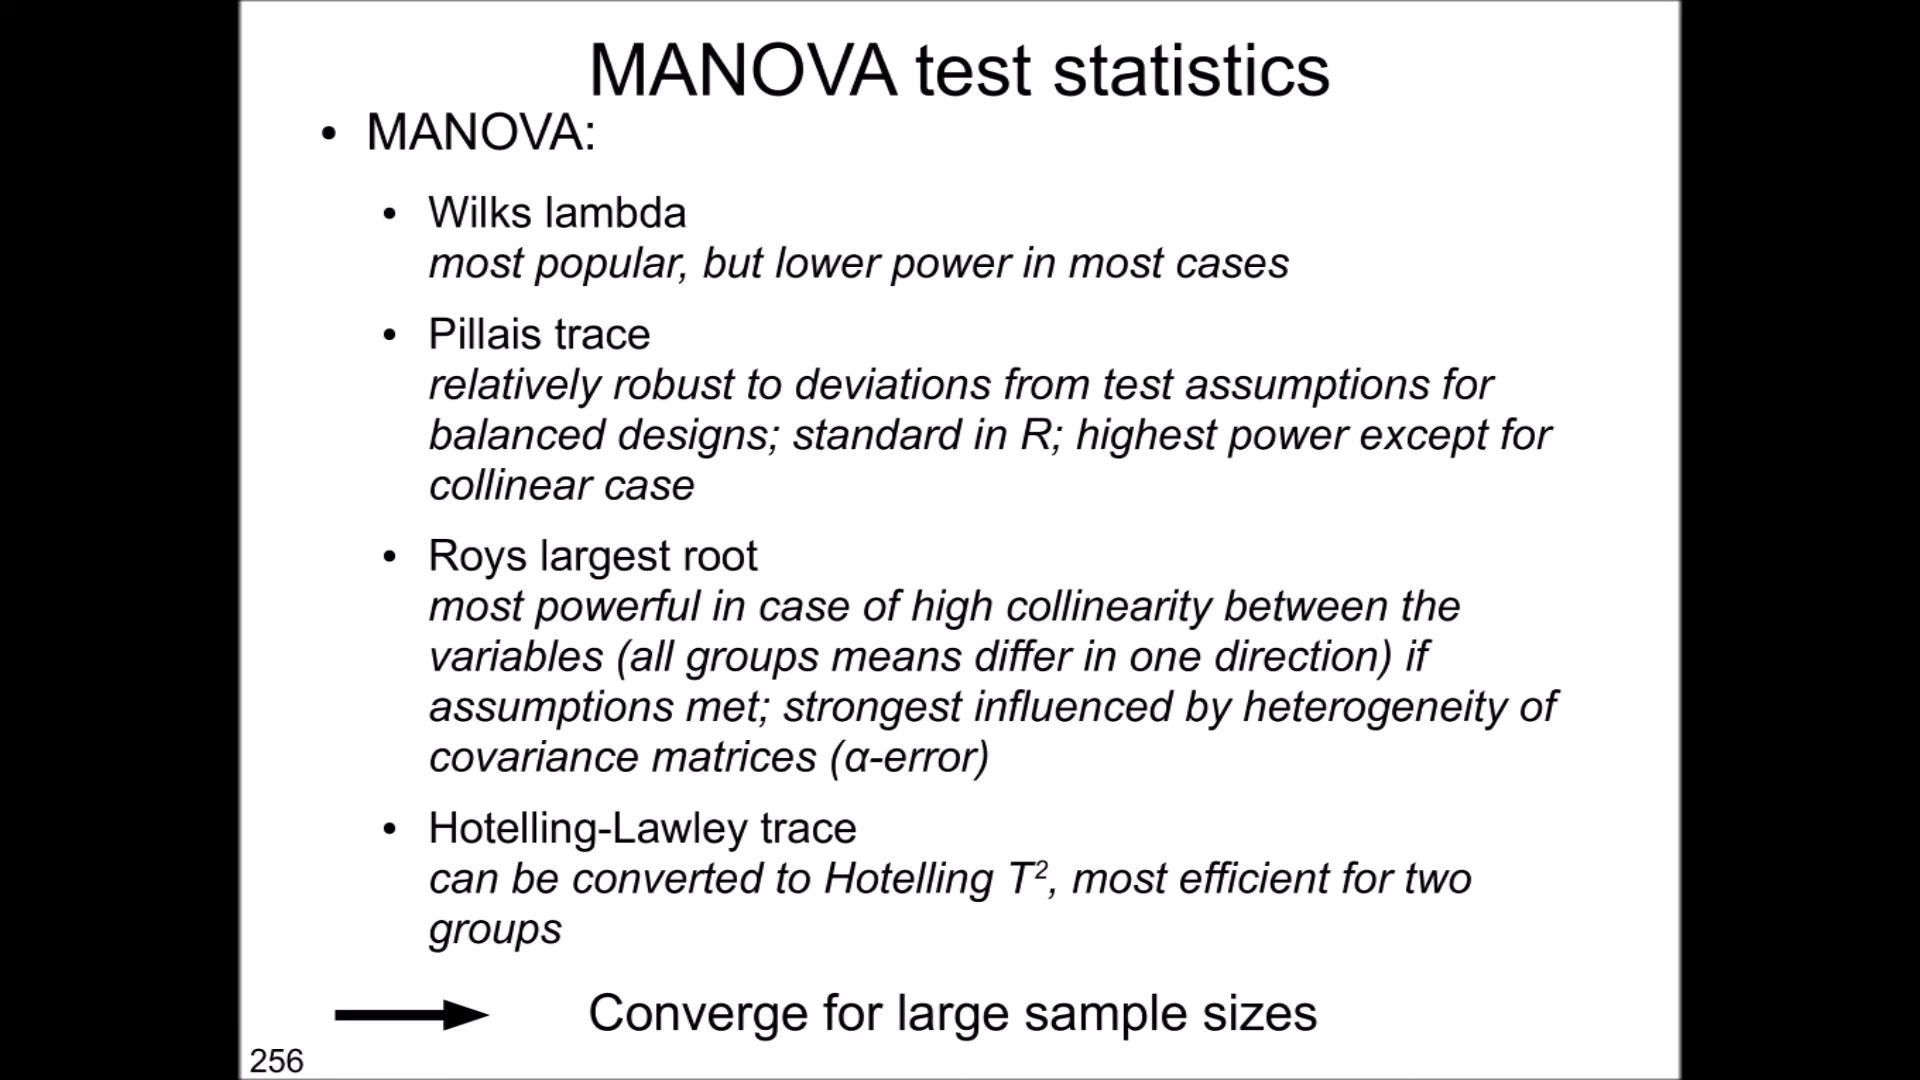 MANOVA test statistics
• MANOVA:
• Wilks lambda
most popular, but lower power in most cases
• Pillais trace
relatively robust to deviations from test assumptions for
balanced designs; standard in R; highest power except for
collinear case
• Roys largest root
most powerful in case of high collinearity between the
variables (all groups means differ in one direction) if
assumptions met; strongest influenced by heterogeneity of
covariance matrices (α-error)
• Hotelling-Lawley trace
can be converted to Hotelling T², most efficient for two
groups
Converge for large sample sizes
256